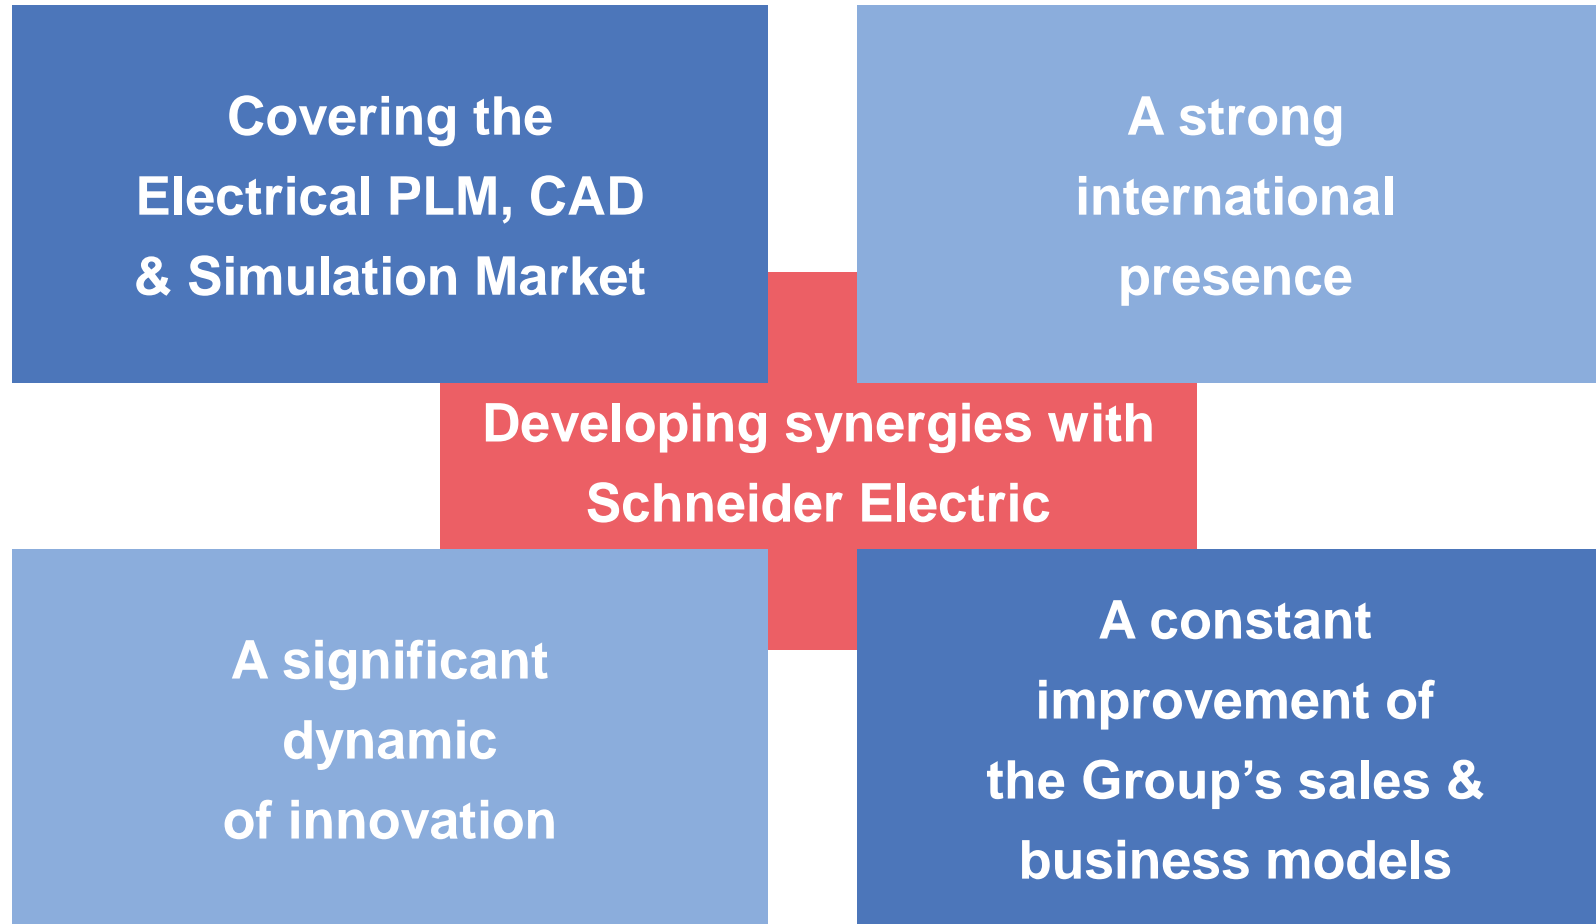 Covering the
Electrical PLM, CAD
& Simulation Market
A strong
international
presence
Developing synergies with
Schneider Electric
A significant
dynamic
of innovation
A constant
improvement of
the Group’s sales &
business models